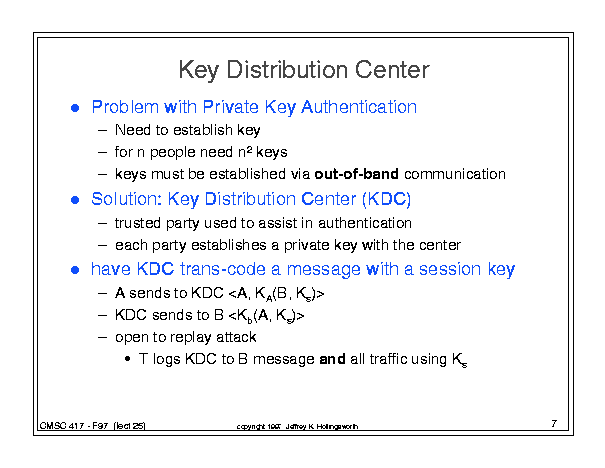 Key Distribution Center
● Problem with Private Key Authentication
– Need to establish key
– for n people need n² keys
– keys must be established via out-of-band communication
● Solution: Key Distribution Center (KDC)
– trusted party used to assist in authentication
– each party establishes a private key with the center
● have KDC trans-code a message with a session key
– A sends to KDC <A, K_A(B, K_s)>
– KDC sends to B <K_b(A, K_s)>
– open to replay attack
• T logs KDC to B message and all traffic using K_s
CMSC 417 - F97 (lect 25)
copyright 1997 Jeffrey K. Hollingsworth
7